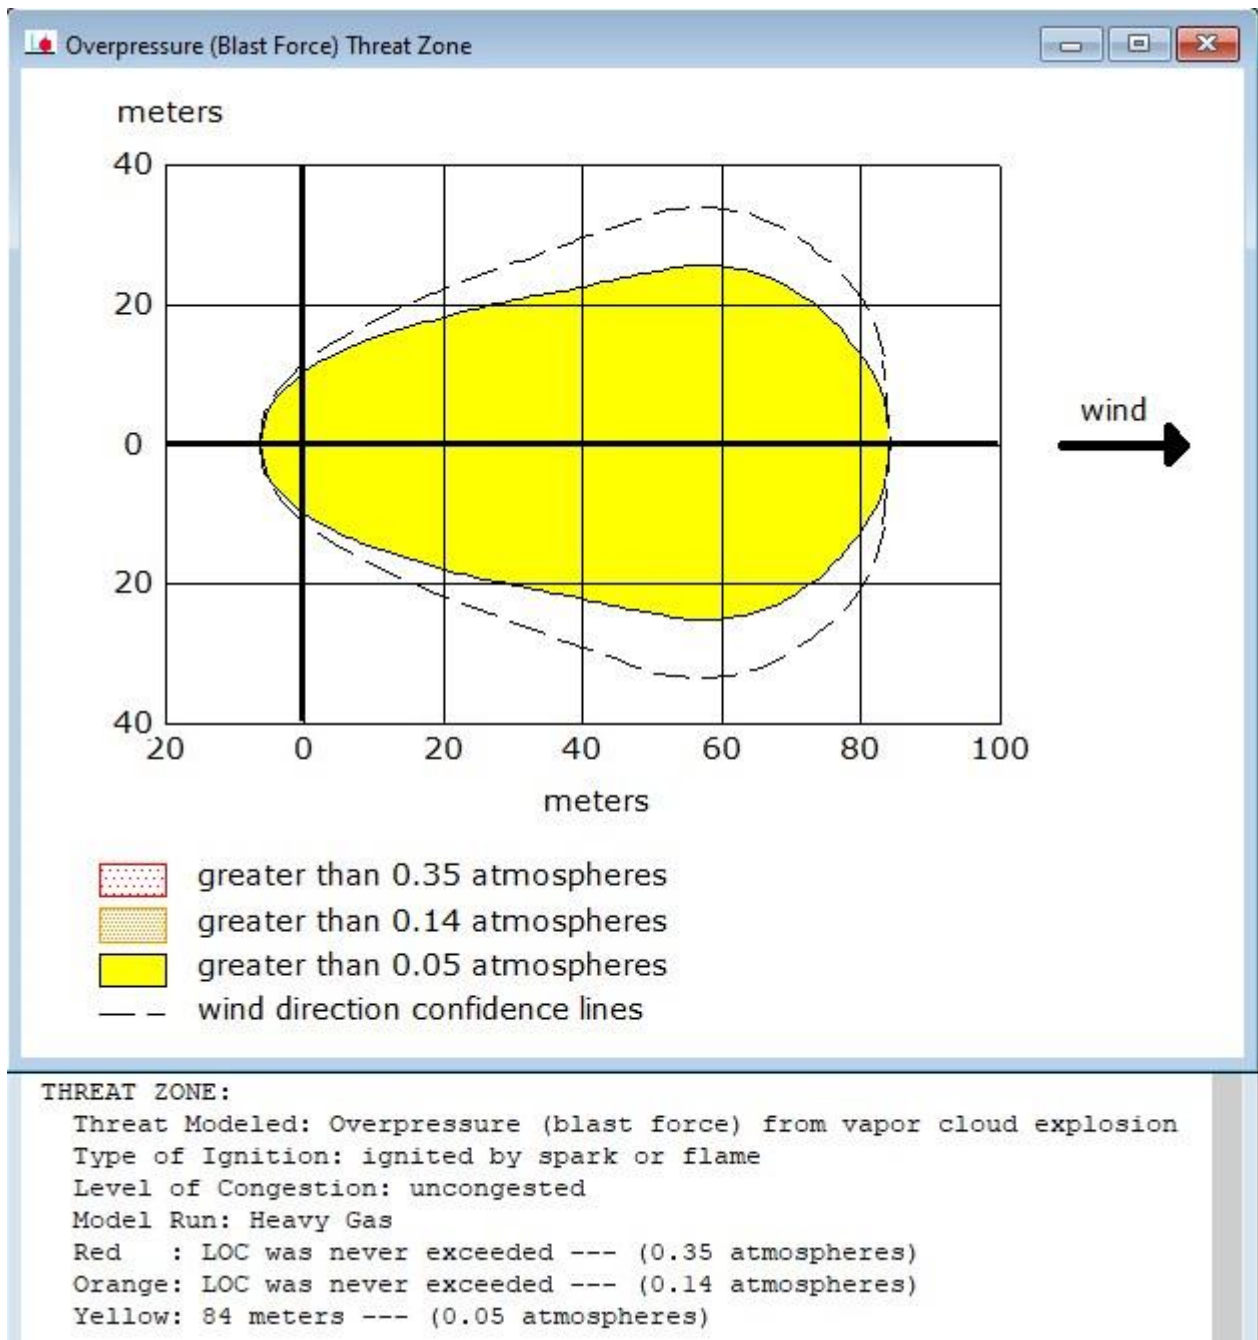 Overpressure (Blast Force) Threat Zone
meters
40
20
0
20
40
20 0 20 40 60 80 100
meters
wind
greater than 0.35 atmospheres
greater than 0.14 atmospheres
greater than 0.05 atmospheres
wind direction confidence lines
THREAT ZONE:
Threat Modeled: Overpressure (blast force) from vapor cloud explosion
Type of Ignition: ignited by spark or flame
Level of Congestion: uncongested
Model Run: Heavy Gas
Red   : LOC was never exceeded --- (0.35 atmospheres)
Orange: LOC was never exceeded --- (0.14 atmospheres)
Yellow: 84 meters --- (0.05 atmospheres)